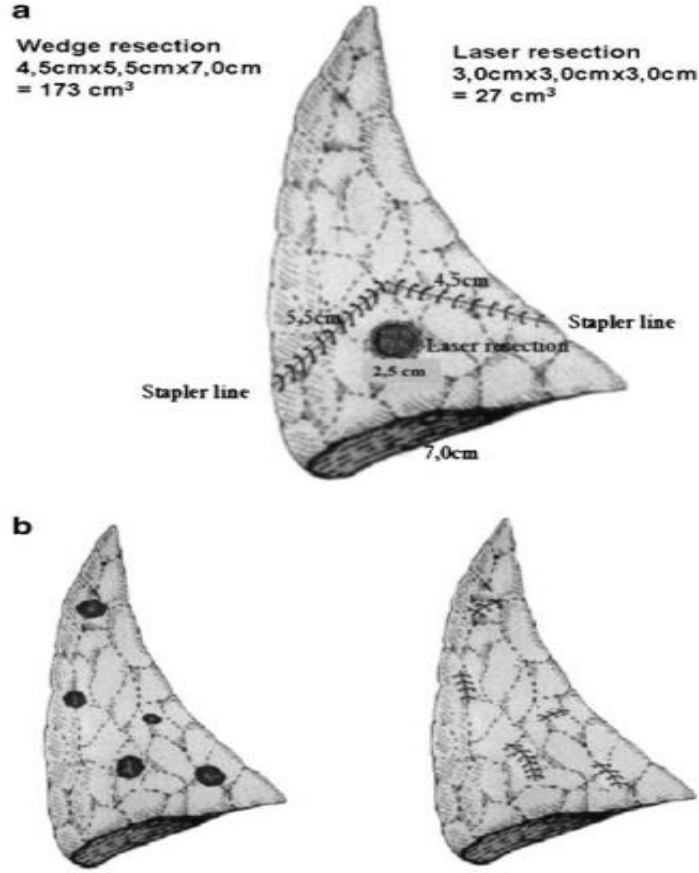 a
Wedge resection
4,5cmx5,5cmx7,0cm
= 173 cm³
Laser resection
3,0cmx3,0cmx3,0cm
= 27 cm³
4,5cm
5,5cm
Stapler line
Laser resection
2,5 cm
Stapler line
7,0cm
b